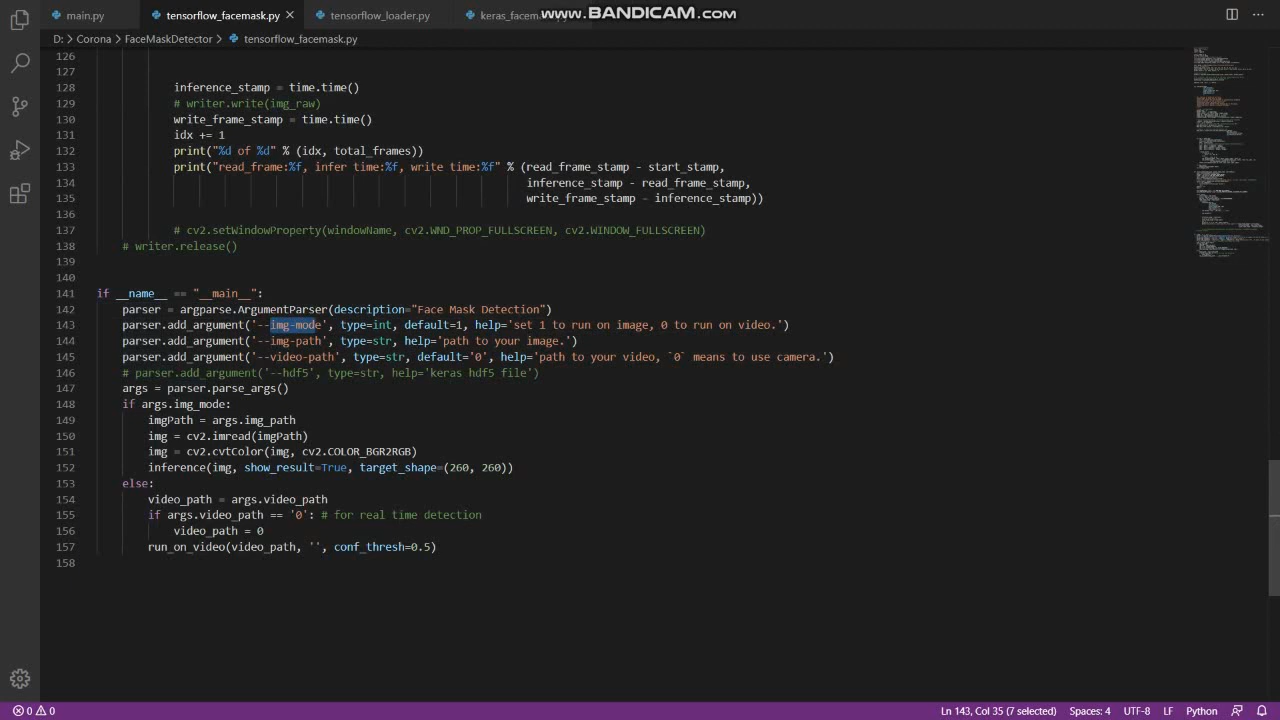 www.BANDICAM.com
main.py tensorflow_facemask.py tensorflow_loader.py keras_facem
D: > Corona > FaceMaskDetector > tensorflow_facemask.py
126
127
128 inference_stamp = time.time()
129 # writer.write(img_raw)
130 write_frame_stamp = time.time()
131 idx += 1
132 print("%d of %d" % (idx, total_frames))
133 print("read_frame:%f, infer time:%f, write time:%f" % (read_frame_stamp - start_stamp,
134 inference_stamp - read_frame_stamp,
135 write_frame_stamp - inference_stamp))
136
137 # cv2.setWindowProperty(windowName, cv2.WND_PROP_FULLSCREEN, cv2.WINDOW_FULLSCREEN)
138 # writer.release()
139
140
141 if __name__ == "__main__":
142 parser = argparse.ArgumentParser(description="Face Mask Detection")
143 parser.add_argument('--img-mode', type=int, default=1, help='set 1 to run on image, 0 to run on video.')
144 parser.add_argument('--img-path', type=str, help='path to your image.')
145 parser.add_argument('--video-path', type=str, default='0', help='path to your video, `0` means to use camera.')
146 # parser.add_argument('--hdf5', type=str, help='keras hdf5 file')
147 args = parser.parse_args()
148 if args.img_mode:
149 imgPath = args.img_path
150 img = cv2.imread(imgPath)
151 img = cv2.cvtColor(img, cv2.COLOR_BGR2RGB)
152 inference(img, show_result=True, target_shape=(260, 260))
153 else:
154 video_path = args.video_path
155 if args.video_path == '0': # for real time detection
156 video_path = 0
157 run_on_video(video_path, '', conf_thresh=0.5)
158
0 0 Ln 143, Col 35 (7 selected) Spaces: 4 UTF-8 LF Python